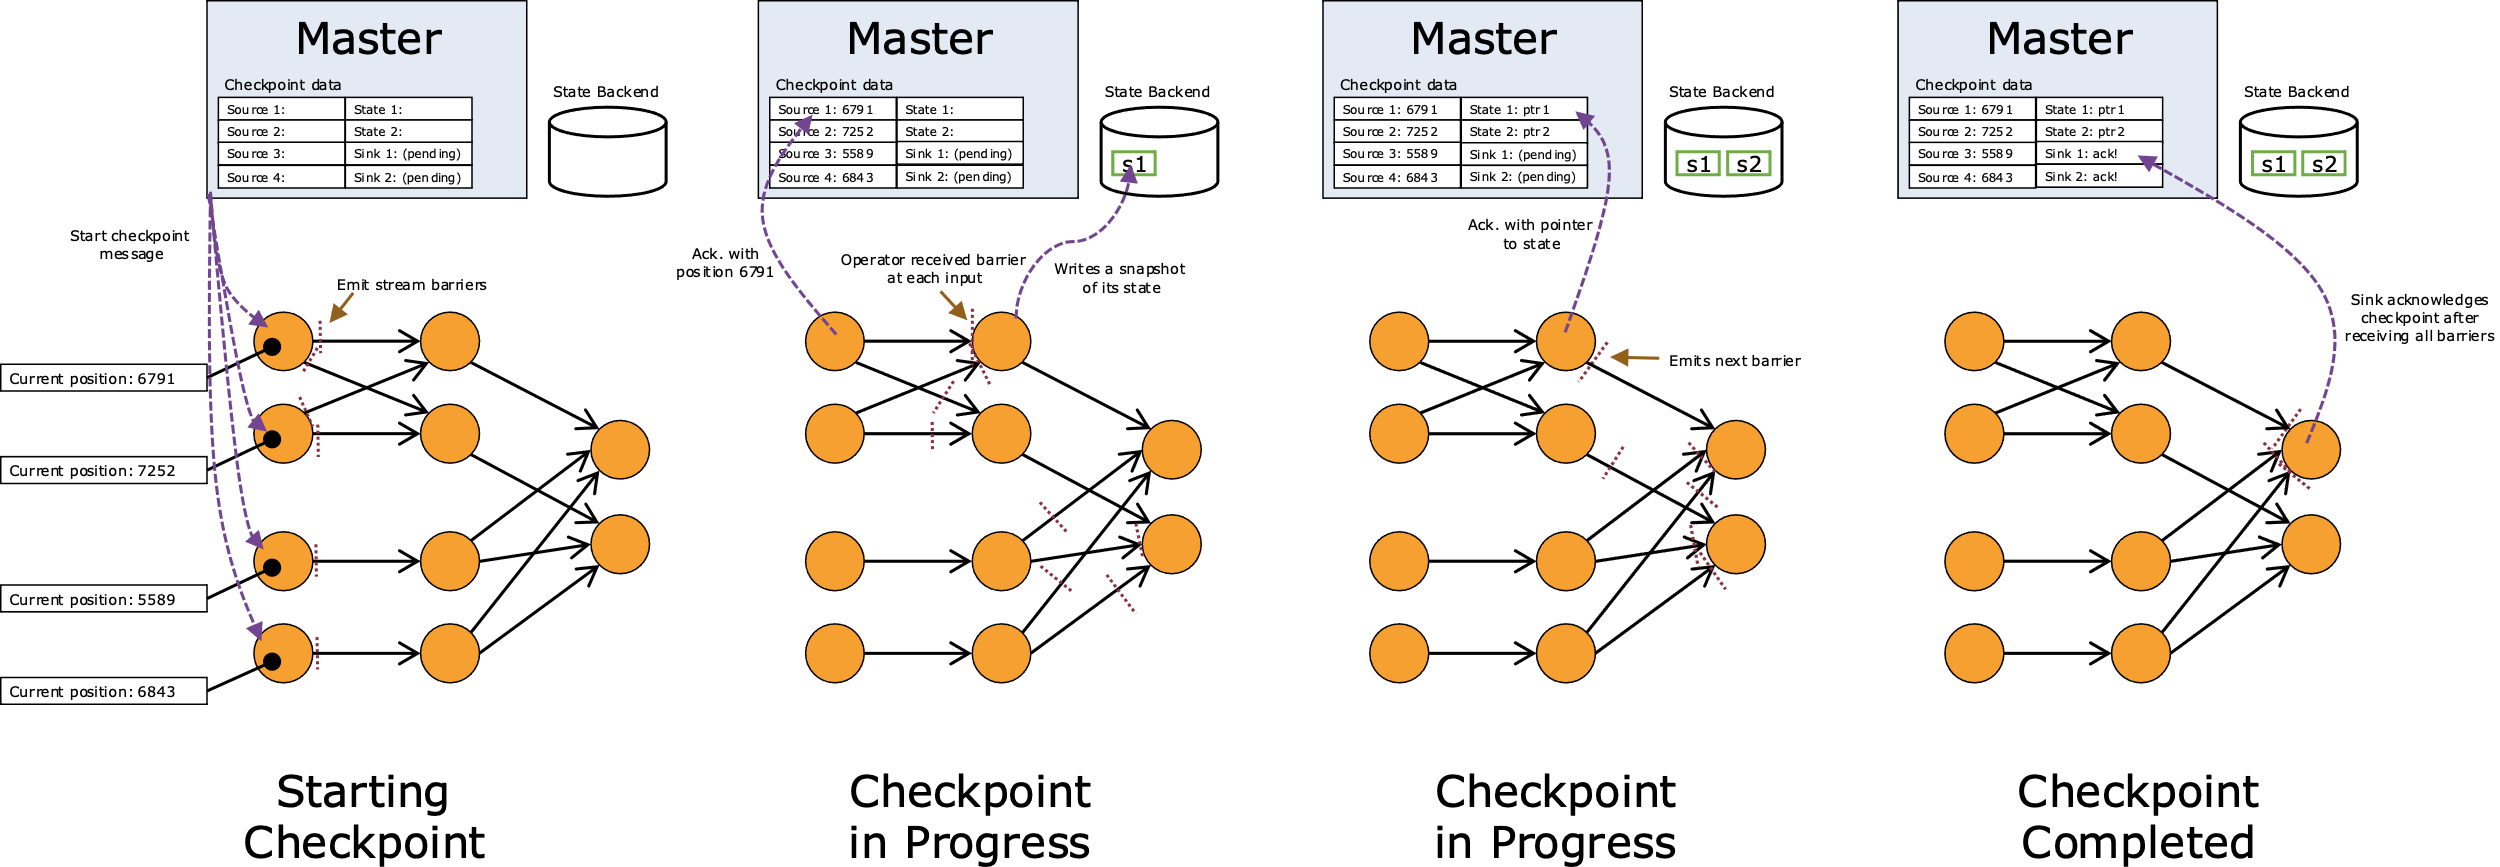 Master
Checkpoint data
Source 1: State 1:
Source 2: State 2:
Source 3: Sink 1: (pending)
Source 4: Sink 2: (pending)
State Backend
Start checkpoint
message
Emit stream barriers
Current position: 6791
Current position: 7252
Current position: 5589
Current position: 6843
Starting
Checkpoint
Master
Checkpoint data
Source 1: 6791 State 1:
Source 2: 7252 State 2:
Source 3: 5589 Sink 1: (pending)
Source 4: 6843 Sink 2: (pending)
State Backend
s1
Ack. with
position 6791
Operator received barrier
at each input
Writes a snapshot
of its state
Checkpoint
in Progress
Master
Checkpoint data
Source 1: 6791 State 1: ptr1
Source 2: 7252 State 2: ptr2
Source 3: 5589 Sink 1: (pending)
Source 4: 6843 Sink 2: (pending)
State Backend
s1 s2
Ack. with pointer
to state
Emits next barrier
Checkpoint
in Progress
Master
Checkpoint data
Source 1: 6791 State 1: ptr1
Source 2: 7252 State 2: ptr2
Source 3: 5589 Sink 1: ack!
Source 4: 6843 Sink 2: ack!
State Backend
s1 s2
Sink acknowledges
checkpoint after
receiving all barriers
Checkpoint
Completed